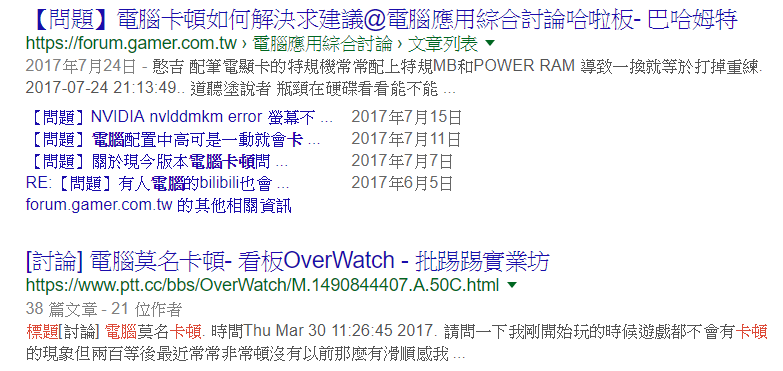 【問題】電腦卡頓如何解決求建議@電腦應用綜合討論哈啦板- 巴哈姆特
https://forum.gamer.com.tw › 電腦應用綜合討論 › 文章列表
2017年7月24日 - 憨吉 配筆電顯卡的特規機常常配上特規MB和POWER RAM 導致一換就等於打掉重練.
2017-07-24 21:13:49.. 道聽塗說者 瓶頸在硬碟看看能不能 ...
【問題】NVIDIA nvlddmkm error 螢幕不 ... 2017年7月15日
【問題】電腦配置中高可是一動就會卡 ... 2017年7月11日
【問題】關於現今版本電腦卡頓問 ... 2017年7月7日
RE:【問題】有人電腦的bilibili也會 ... 2017年6月5日
forum.gamer.com.tw 的其他相關資訊
[討論] 電腦莫名卡頓- 看板OverWatch - 批踢踢實業坊
https://www.ptt.cc/bbs/OverWatch/M.1490844407.A.50C.html
38 篇文章 - 21 位作者
標題[討論] 電腦莫名卡頓. 時間Thu Mar 30 11:26:45 2017. 請問一下我剛開始玩的時候遊戲都不會有卡頓
的現象但兩百等後最近常常非常頓沒有以前那麼有滑順感我 ...